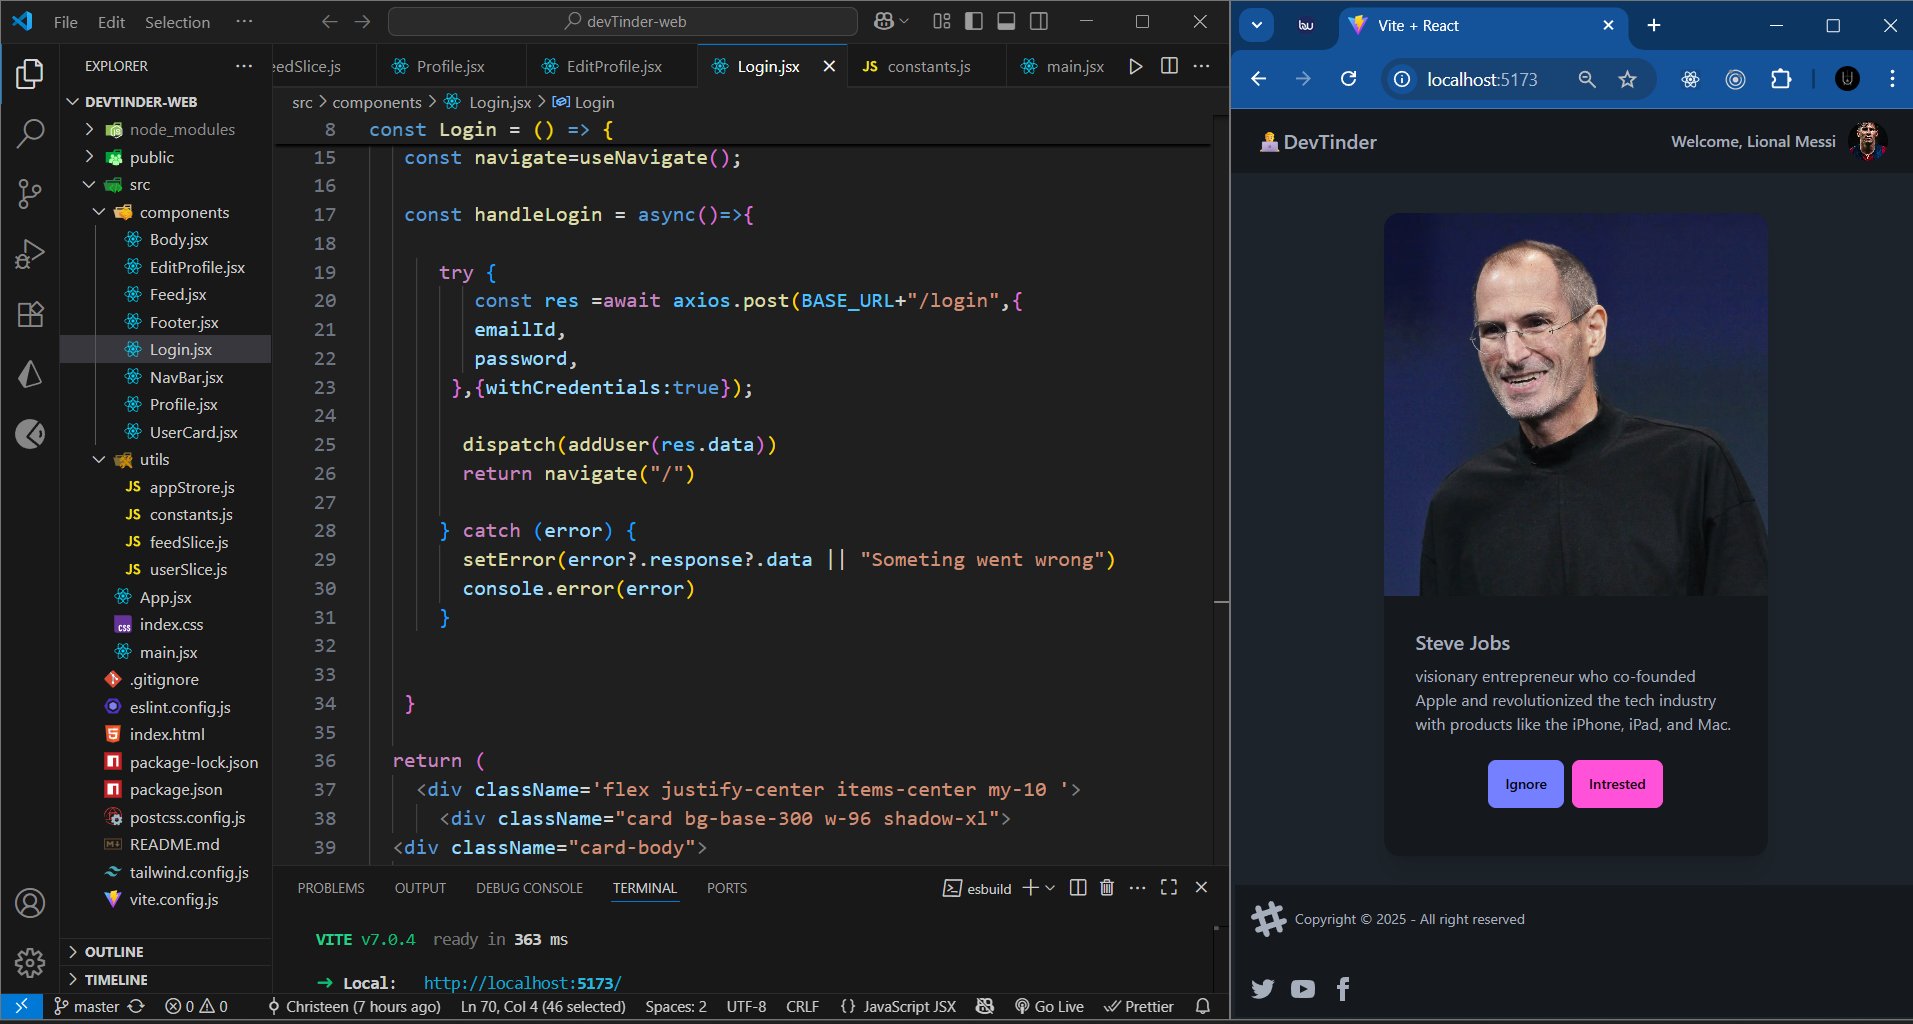 File Edit Selection ···
devTinder-web
EXPLORER ···
DEVTINDER-WEB
node_modules
public
src
components
Body.jsx
EditProfile.jsx
Feed.jsx
Footer.jsx
Login.jsx
NavBar.jsx
Profile.jsx
UserCard.jsx
utils
JS appStrore.js
JS constants.js
JS feedSlice.js
JS userSlice.js
App.jsx
CSS index.css
main.jsx
.gitignore
eslint.config.js
index.html
package-lock.json
package.json
postcss.config.js
README.md
tailwind.config.js
vite.config.js
OUTLINE
TIMELINE
edSlice.js Profile.jsx EditProfile.jsx Login.jsx JS constants.js main.jsx ···
src > components > Login.jsx > Login
8 const Login = () => {
15 const navigate=useNavigate();
16
17 const handleLogin = async()=>{
18
19 try {
20 const res =await axios.post(BASE_URL+"/login",{
21 emailId,
22 password,
23 },{withCredentials:true});
24
25 dispatch(addUser(res.data))
26 return navigate("/")
27
28 } catch (error) {
29 setError(error?.response?.data || "Someting went wrong")
30 console.error(error)
31 }
32
33
34 }
35
36 return (
37 <div className='flex justify-center items-center my-10 '>
38 <div className="card bg-base-300 w-96 shadow-xl">
39 <div className="card-body">
PROBLEMS OUTPUT DEBUG CONSOLE TERMINAL PORTS esbuild ···
VITE v7.0.4 ready in 363 ms
➜ Local: http://localhost:5173/
master 0 0 Christeen (7 hours ago) Ln 70, Col 4 (46 selected) Spaces: 2 UTF-8 CRLF {} JavaScript JSX Go Live Prettier
Vite + React
localhost:5173
DevTinder Welcome, Lional Messi
Steve Jobs
visionary entrepreneur who co-founded
Apple and revolutionized the tech industry
with products like the iPhone, iPad, and Mac.
Ignore Intrested
Copyright © 2025 - All right reserved